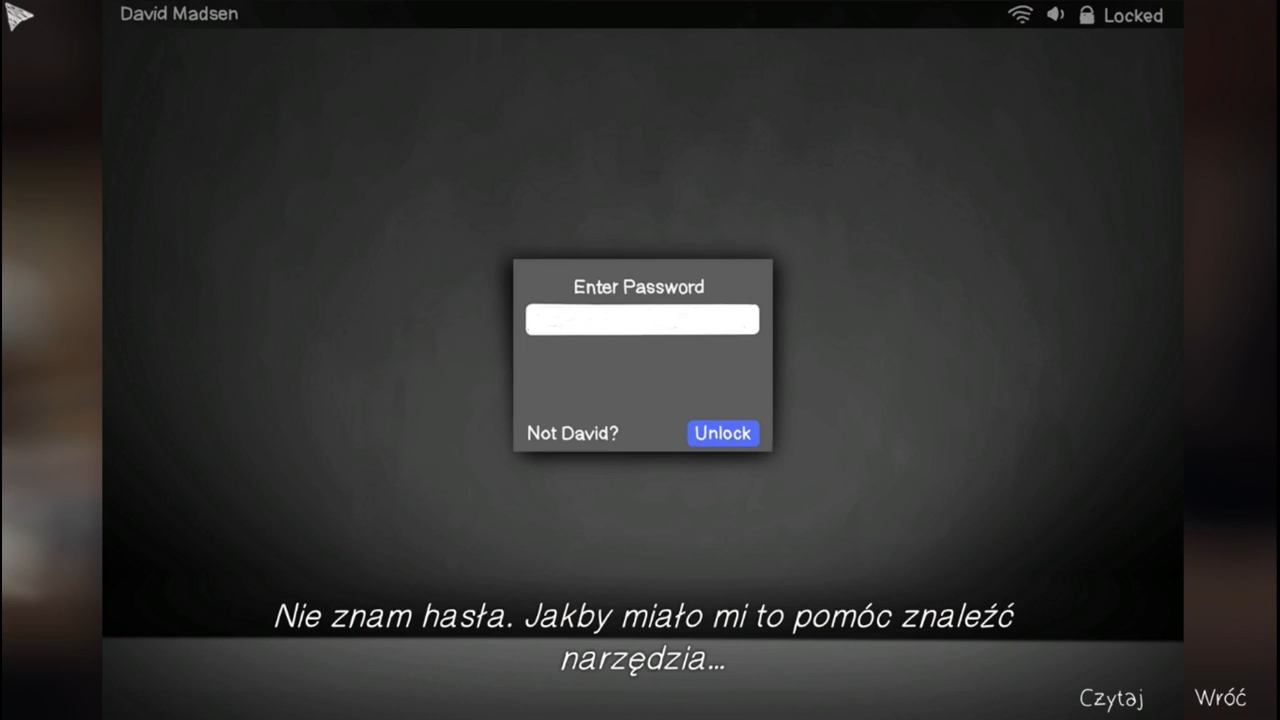 David Madsen
Locked
Enter Password
Not David?
Unlock
Nie znam hasła. Jakby miało mi to pomóc znaleźć
narzędzia...
Czytaj
Wróć